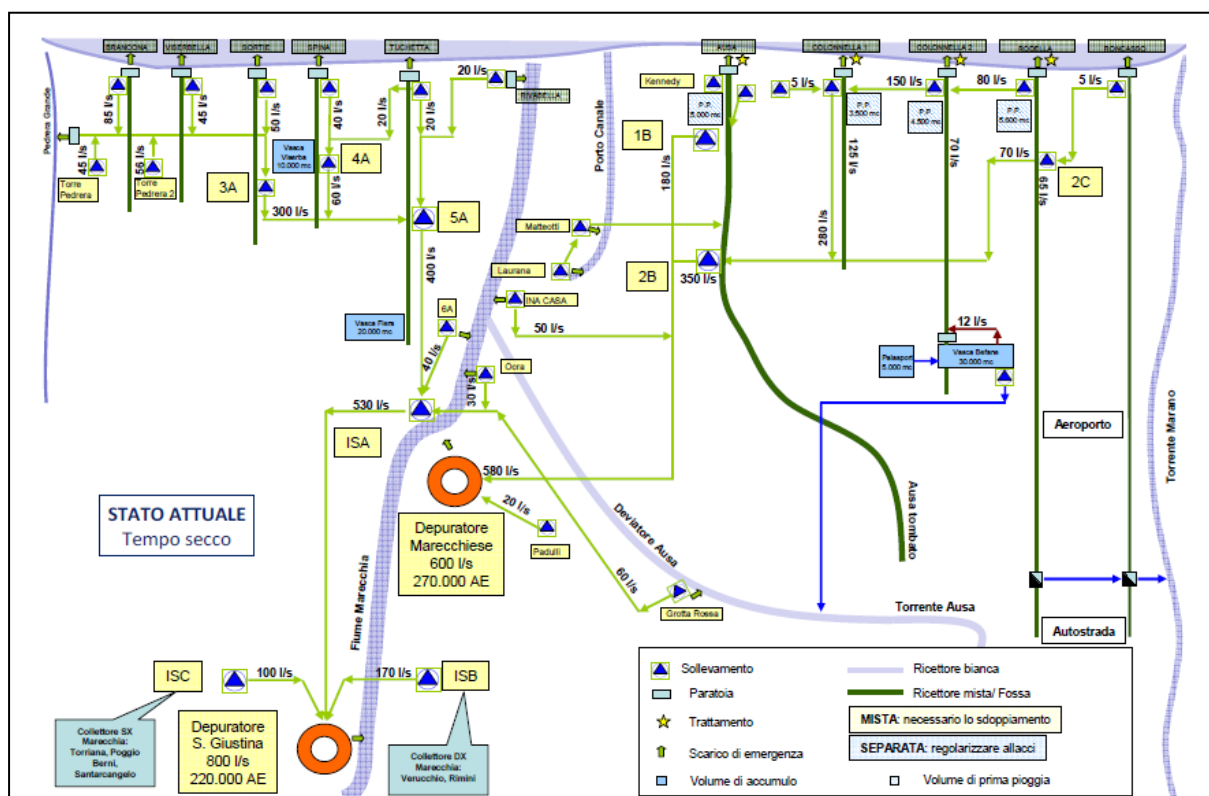 BRANCONA
VISERBELLA
SORTIE
SPINA
TUCHETTA
AUSA
COLONNELLA 1
COLONNELLA 2
RODELLA
RONCASSO
20 l/s
RIVABELLA
Kennedy
5 l/s
150 l/s
80 l/s
5 l/s
85 l/s
45 l/s
50 l/s
40 l/s
20 l/s
20 l/s
P.P.
5.000 mc
P.P.
3.500 mc
P.P.
4.500 mc
P.P.
5.600 mc
Pedrera Grande
45 l/s
Torre
Pedrera
56 l/s
Torre
Pedrera 2
3A
Vasca
Viserba
10.000 mc
4A
60 l/s
300 l/s
5A
400 l/s
Porto Canale
1B
180 l/s
125 l/s
280 l/s
70 l/s
70 l/s
65 l/s
2C
Matteotti
Laurana
2B
350 l/s
INA CASA
50 l/s
Vasca Fiera
20.000 mc
6A
40 l/s
Ocra
30 l/s
12 l/s
Palasport
5.000 mc
Vasca Befane
30.000 mc
530 l/s
ISA
580 l/s
20 l/s
Padulli
Depuratore
Marecchiese
600 l/s
270.000 AE
STATO ATTUALE
Tempo secco
Fiume Marecchia
Deviatore Ausa
60 l/s
Grotta Rossa
Ausa tombato
Torrente Ausa
Aeroporto
Autostrada
Torrente Marano
ISC
100 l/s
170 l/s
ISB
Collettore SX
Marecchia:
Torriana, Poggio
Berni,
Santarcangelo
Depuratore
S. Giustina
800 l/s
220.000 AE
Collettore DX
Marecchia:
Verucchio, Rimini
Sollevamento
Ricettore bianca
Paratoia
Ricettore mista/ Fossa
Trattamento
MISTA: necessario lo sdoppiamento
Scarico di emergenza
SEPARATA: regolarizzare allacci
Volume di accumulo
Volume di prima pioggia